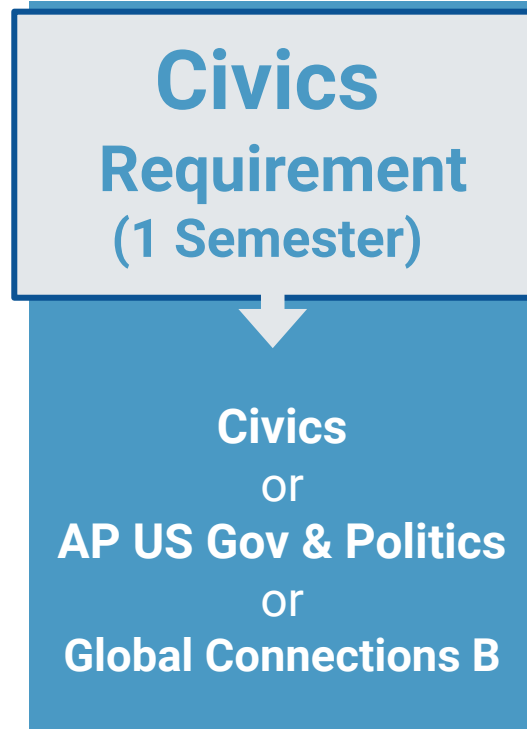 Civics
Requirement
(1 Semester)
Civics
or
AP US Gov & Politics
or
Global Connections B